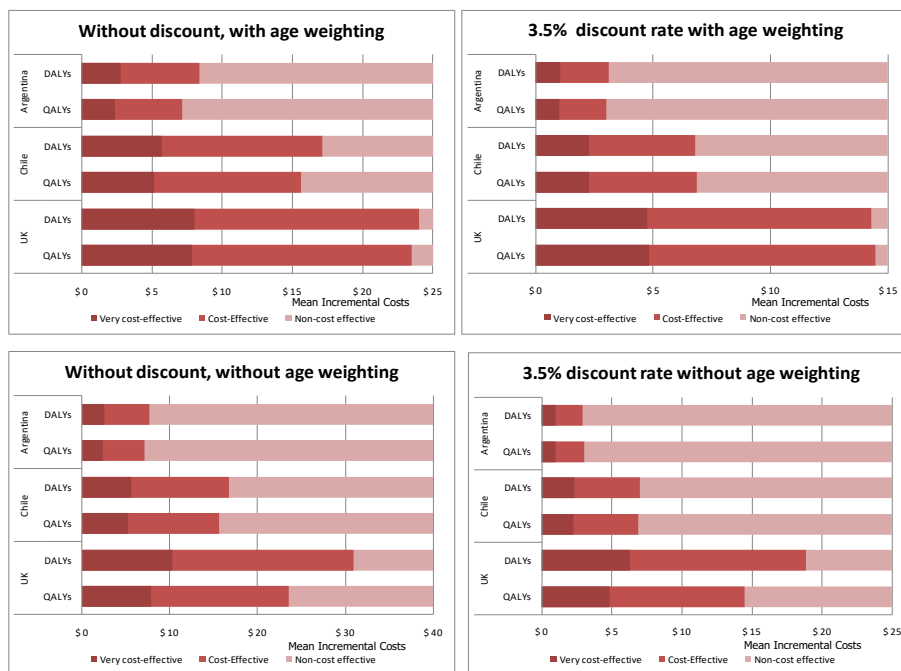 Without discount, with age weighting
Argentina
DALYs
QALYs
Chile
DALYs
QALYs
UK
DALYs
QALYs
$ 0 $ 5 $ 10 $ 15 $ 20 $ 25
Mean Incremental Costs
Very cost-effective Cost-Effective Non-cost effective
3.5% discount rate with age weighting
Argentina
DALYs
QALYs
Chile
DALYs
QALYs
UK
DALYs
QALYs
$ 0 $ 5 $ 10 $ 15
Mean Incremental Costs
Very cost-effective Cost-Effective Non-cost effective
Without discount, without age weighting
Argentina
DALYs
QALYs
Chile
DALYs
QALYs
UK
DALYs
QALYs
$ 0 $ 10 $ 20 $ 30 $ 40
Mean Incremental Costs
Very cost-effective Cost-Effective Non-cost effective
3.5% discount rate without age weighting
Argentina
DALYs
QALYs
Chile
DALYs
QALYs
UK
DALYs
QALYs
$ 0 $ 5 $ 10 $ 15 $ 20 $ 25
Mean Incremental Costs
Very cost-effective Cost-Effective Non-cost effective